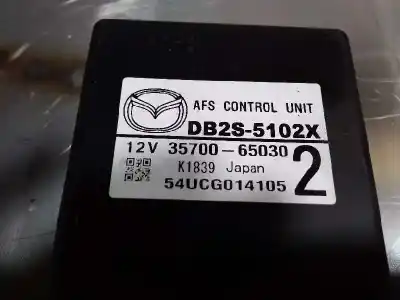 AFS CONTROL UNIT
DB2S-5102X
12V 35700-65030
K1839 Japan
2
54UCG014105